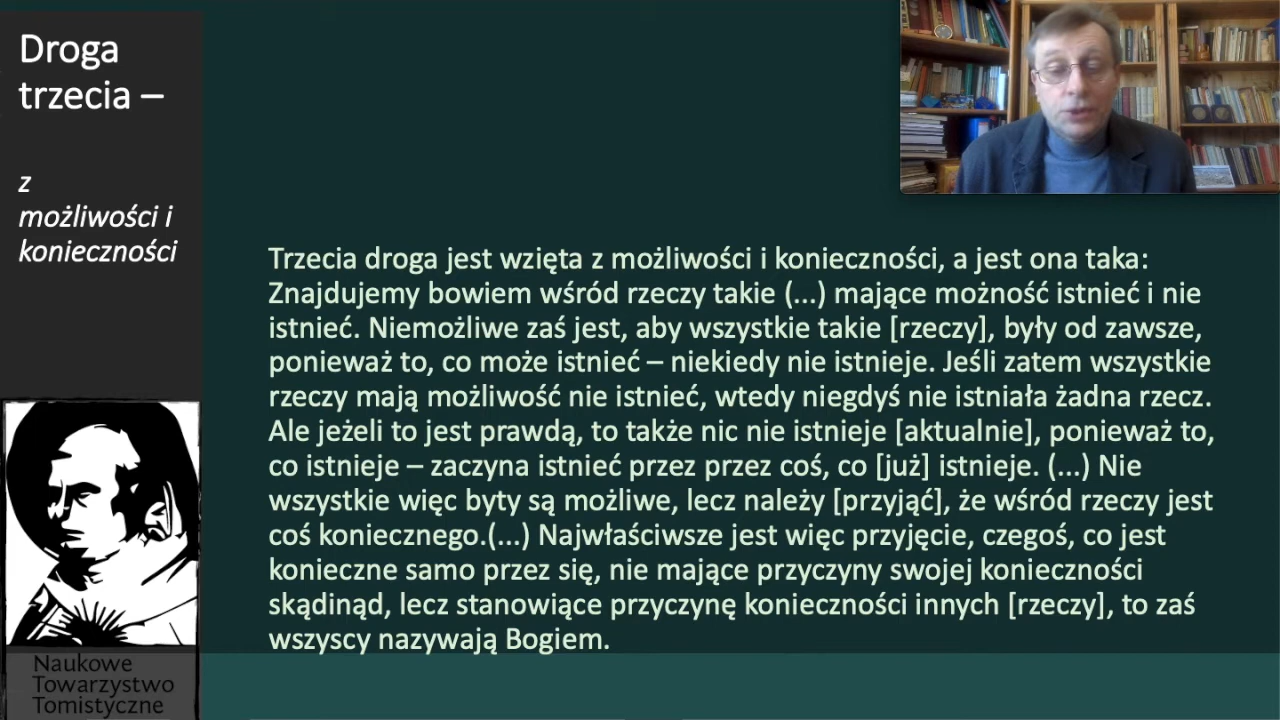 Droga
trzecia –
z
możliwości i
konieczności
Trzecia droga jest wzięta z możliwości i konieczności, a jest ona taka:
Znajdujemy bowiem wśród rzeczy takie (...) mające możność istnieć i nie
istnieć. Niemożliwe zaś jest, aby wszystkie takie [rzeczy], były od zawsze,
ponieważ to, co może istnieć – niekiedy nie istnieje. Jeśli zatem wszystkie
rzeczy mają możliwość nie istnieć, wtedy niegdyś nie istniała żadna rzecz.
Ale jeżeli to jest prawdą, to także nic nie istnieje [aktualnie], ponieważ to,
co istnieje – zaczyna istnieć przez przez coś, co [już] istnieje. (...) Nie
wszystkie więc byty są możliwe, lecz należy [przyjąć], że wśród rzeczy jest
coś koniecznego.(...) Najwłaściwsze jest więc przyjęcie, czegoś, co jest
konieczne samo przez się, nie mające przyczyny swojej konieczności
skądinąd, lecz stanowiące przyczynę konieczności innych [rzeczy], to zaś
wszyscy nazywają Bogiem.
Naukowe
Towarzystwo
Tomistyczne